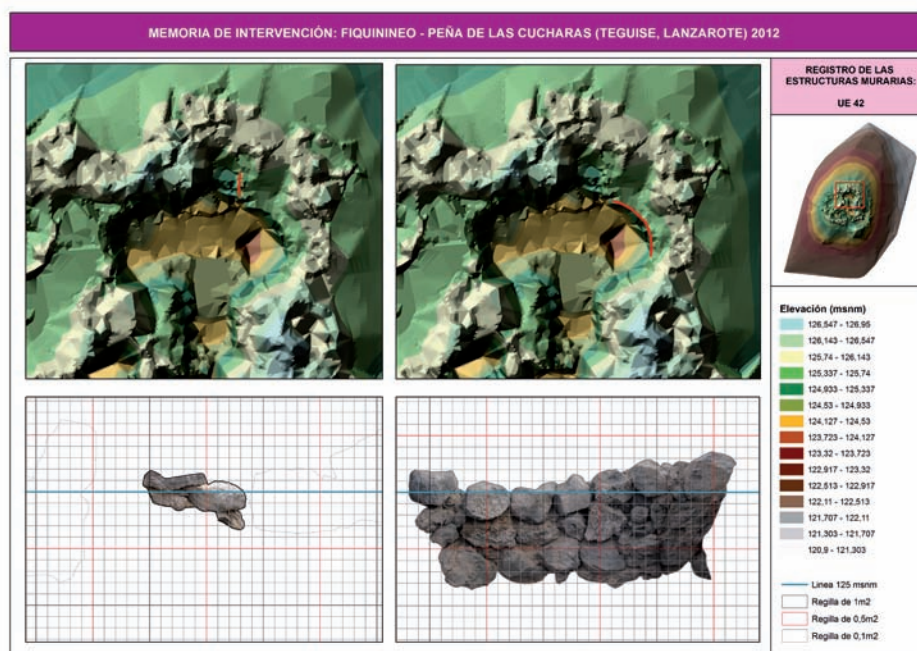 MEMORIA DE INTERVENCIÓN: FIQUININEO - PEÑA DE LAS CUCHARAS (TEGUISE, LANZAROTE) 2012
REGISTRO DE LAS
ESTRUCTURAS MURARIAS:
UE 42
Elevación (msnm)
126,547 - 126,95
126,143 - 126,547
125,74 - 126,143
125,337 - 125,74
124,933 - 125,337
124,53 - 124,933
124,127 - 124,53
123,723 - 124,127
123,32 - 123,723
122,917 - 123,32
122,513 - 122,917
122,11 - 122,513
121,707 - 122,11
121,303 - 121,707
120,9 - 121,303
Linea 125 msnm
Regilla de 1m2
Regilla de 0,5m2
Regilla de 0,1m2